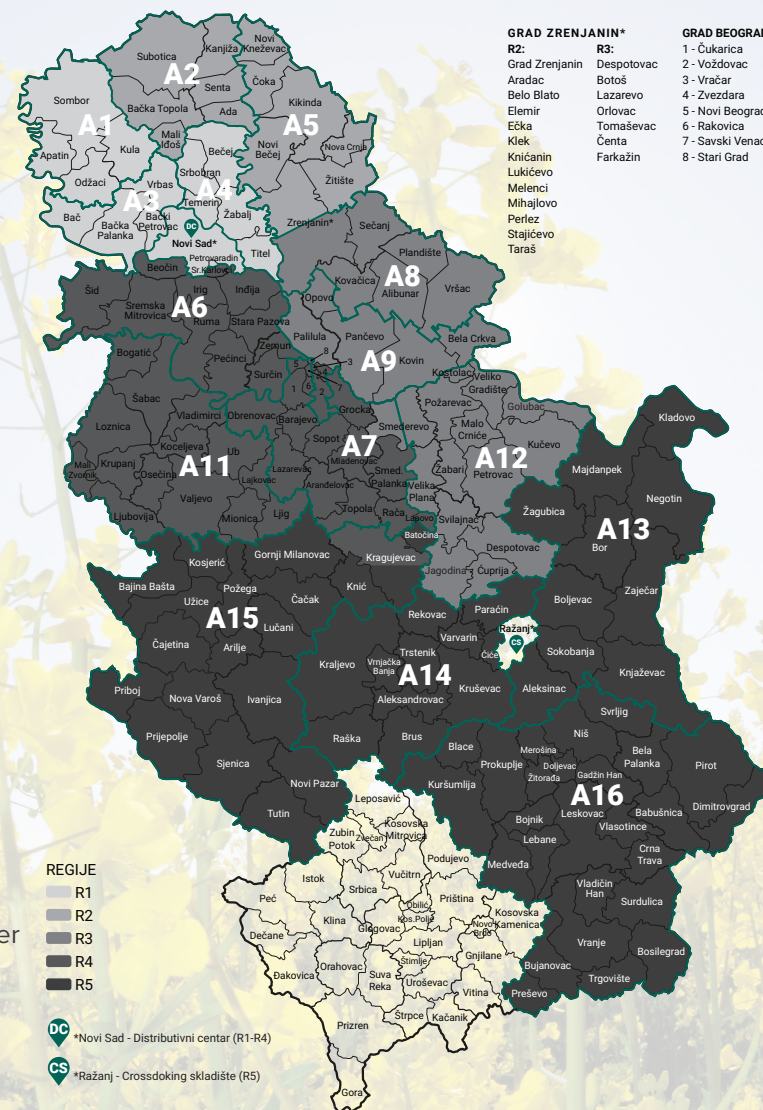 GRAD ZRENJANIN*
R2:
Grad Zrenjanin
Aradac
Belo Blato
Elemir
Ečka
Klek
Knićanin
Lukićevo
Melenci
Mihajlovo
Perlez
Stajićevo
Taraš
R3:
Despotovac
Botoš
Lazarevo
Orlovac
Tomaševac
Čenta
Farkažin
GRAD BEOGRAD
1 - Čukarica
2 - Voždovac
3 - Vračar
4 - Zvezdara
5 - Novi Beograd
6 - Rakovica
7 - Savski Venac
8 - Stari Grad
A2
Subotica
Kanjiža
Senta
Bačka Topola
Ada
Mali
Iđoš
A5
Novi
Kneževac
Čoka
Kikinda
Novi
Bečej
Nova Crnja
Žitište
Zrenjanin*
A1
Sombor
Apatin
Kula
Odžaci
A4
Bečej
Srbobran
Temerin
Žabalj
Titel
A3
Vrbas
Bač
Bačka
Palanka
Bački
Petrovac
DC
Novi Sad*
Petrovaradin
Sr.Karlovci
A8
Sečanj
Plandište
Kovačica
Alibunar
Vršac
Opovo
A6
Beočin
Šid
Irig
Inđija
Sremska
Mitrovica
Ruma
Stara Pazova
Pećinci
Zemun
Surčin
A9
Palilula
Pančevo
Kovin
Bela Crkva
8
3
5
4
1
6
2
7
A11
Bogatić
Šabac
Loznica
Vladimirci
Obrenovac
Koceljeva
Ub
Mali
Zvornik
Krupanj
Osečina
Lajkovac
Valjevo
Ljubovija
Mionica
Ljig
A7
Grocka
Barajevo
Sopot
Mladenovac
Lazarevac
Aranđelovac
Smed.
Palanka
Topola
Rača
Lapovo
Batočina
Kragujevac
A12
Kostolac
Veliko
Gradište
Požarevac
Golubac
Smederevo
Malo
Crniće
Kučevo
Žabari
Petrovac
Velika
Plana
Svilajnac
Despotovac
Jagodina
Ćuprija
A13
Kladovo
Majdanpek
Negotin
Žagubica
Bor
Zaječar
Boljevac
Sokobanja
Knjaževac
Aleksinac
A15
Kosjerić
Gornji Milanovac
Knić
Bajina Bašta
Požega
Užice
Čačak
Lučani
Čajetina
Arilje
Priboj
Nova Varoš
Ivanjica
Prijepolje
Sjenica
Novi Pazar
Tutin
A14
Rekovac
Paraćin
Varvarin
Trstenik
Kraljevo
Vrnjačka
Banja
Kruševac
Aleksandrovac
Raška
Brus
Ražanj*
CS
A16
Svrljig
Niš
Blace
Merošina
Bela
Palanka
Prokuplje
Doljevac
Žitorađa
Gadžin Han
Pirot
Kuršumlija
Dimitrovgrad
Bojnik
Leskovac
Babušnica
Vlasotince
Lebane
Crna
Trava
Medveđa
Vladičin
Han
Surdulica
Vranje
Bosilegrad
Bujanovac
Trgovište
Preševo
Leposavić
Zubin
Potok
Zvečan
Kosovska
Mitrovica
Podujevo
Vučitrn
Istok
Srbica
Priština
Peć
Obilić
Kos.Polje
Kosovska
Kamenica
Klina
Glogovac
Novo
Brdo
Dečane
Lipljan
Gnjilane
Štimlje
Đakovica
Orahovac
Suva
Reka
Uroševac
Vitina
Štrpce
Kačanik
Prizren
Gora
REGIJE
R1
R2
R3
R4
R5
er
DC *Novi Sad - Distributivni centar (R1-R4)
CS *Ražanj - Crossdoking skladište (R5)